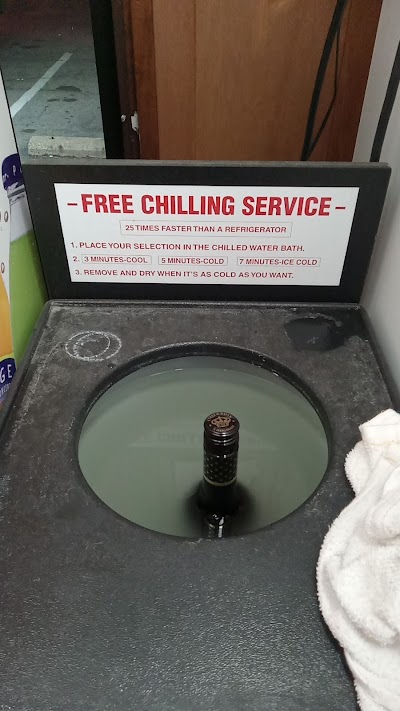 - FREE CHILLING SERVICE -
25 TIMES FASTER THAN A REFRIGERATOR
1. PLACE YOUR SELECTION IN THE CHILLED WATER BATH.
2. 3 MINUTES-COOL 5 MINUTES-COLD 7 MINUTES-ICE COLD
3. REMOVE AND DRY WHEN IT'S AS COLD AS YOU WANT.